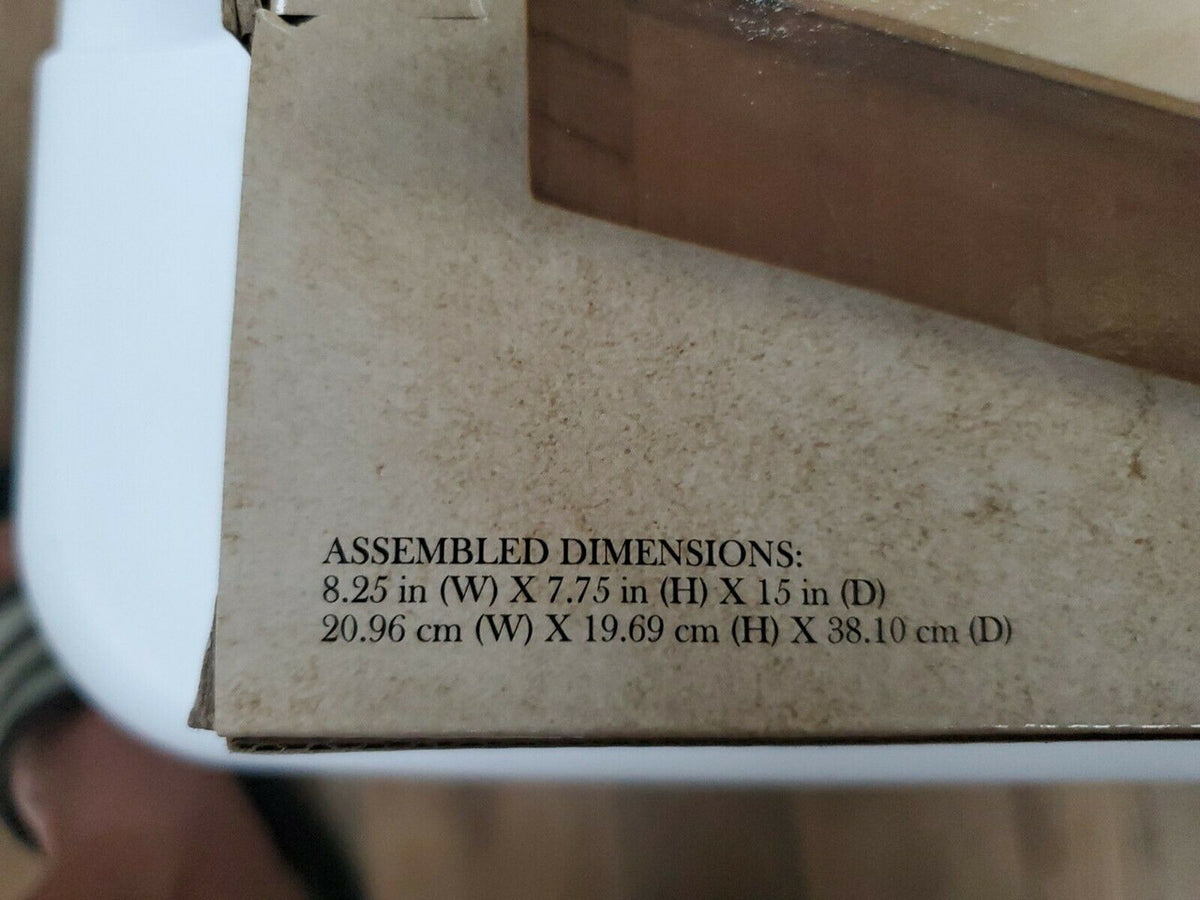 ASSEMBLED DIMENSIONS:
8.25 in (W) X 7.75 in (H) X 15 in (D)
20.96 cm (W) X 19.69 cm (H) X 38.10 cm (D)